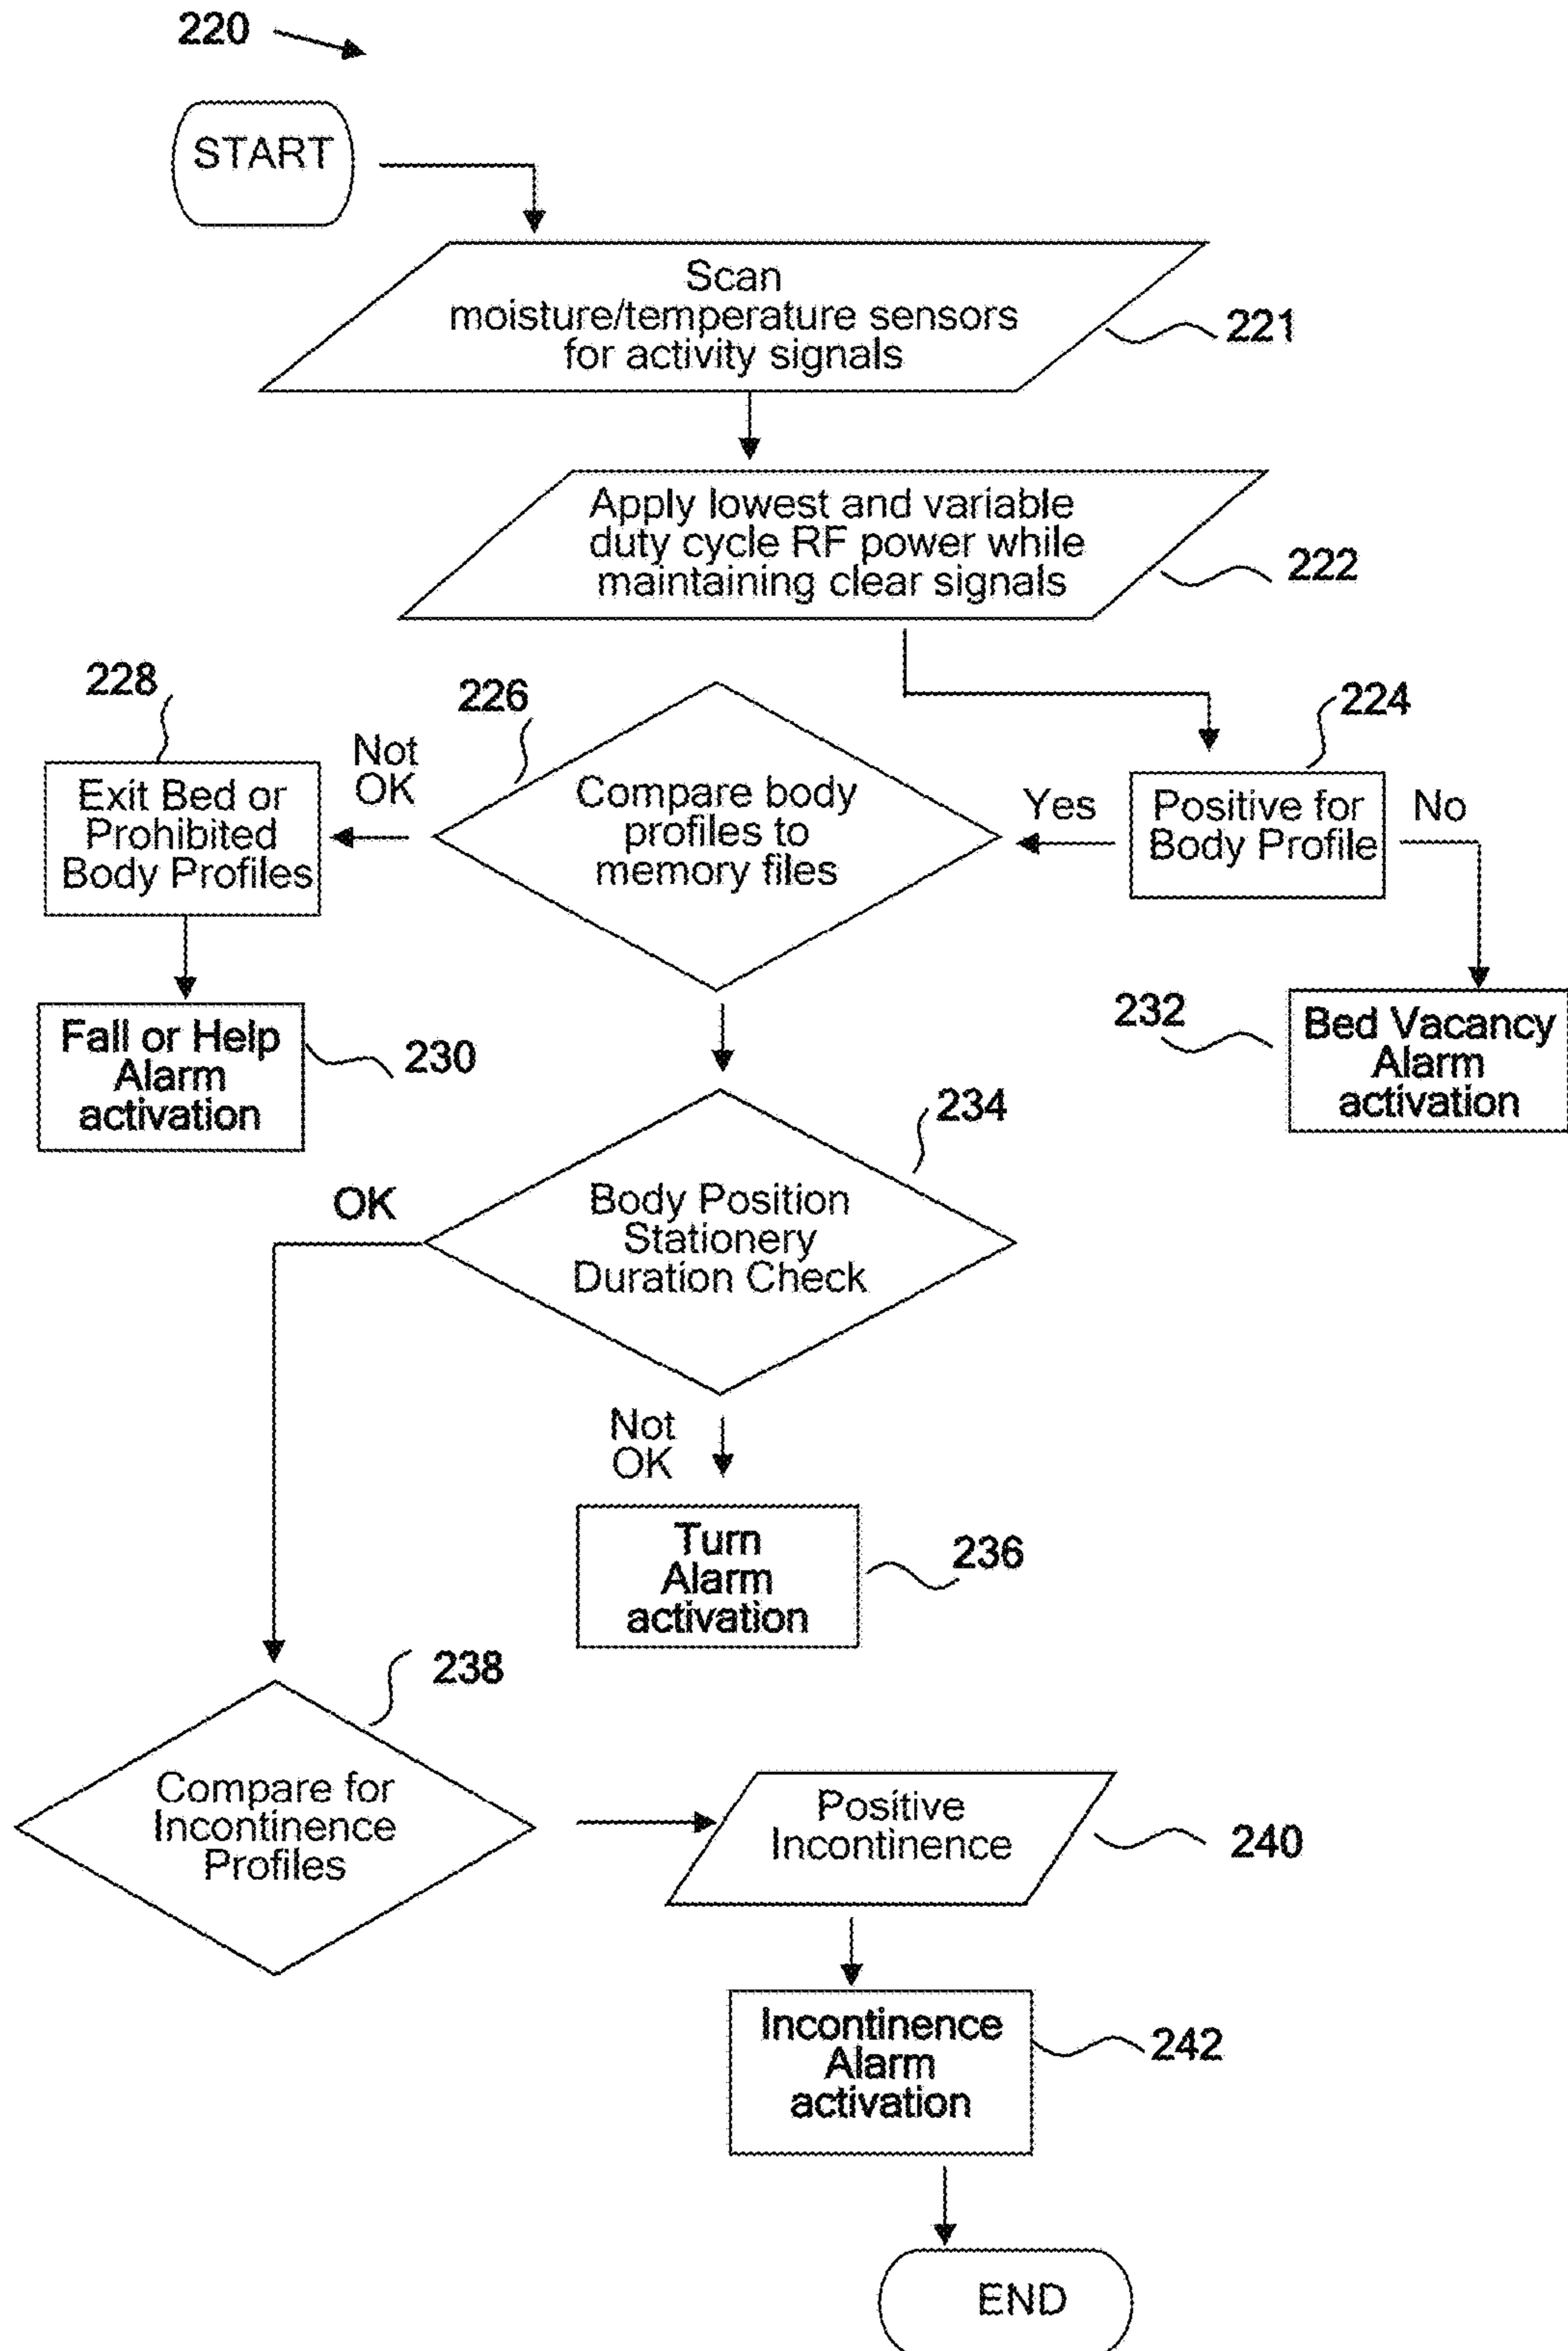 220
START
Scan
moisture/temperature sensors
for activity signals
221
Apply lowest and variable
duty cycle RF power while
maintaining clear signals
222
228
226
224
Not
OK
Exit Bed or
Prohibited
Body Profiles
Compare body
profiles to
memory files
Yes
Positive for
Body Profile
No
Fall or Help
Alarm
activation
230
232
Bed Vacancy
Alarm
activation
234
OK
Body Position
Stationery
Duration Check
Not
OK
Turn
Alarm
activation
236
238
Compare for
Incontinence
Profiles
Positive
Incontinence
240
Incontinence
Alarm
activation
242
END